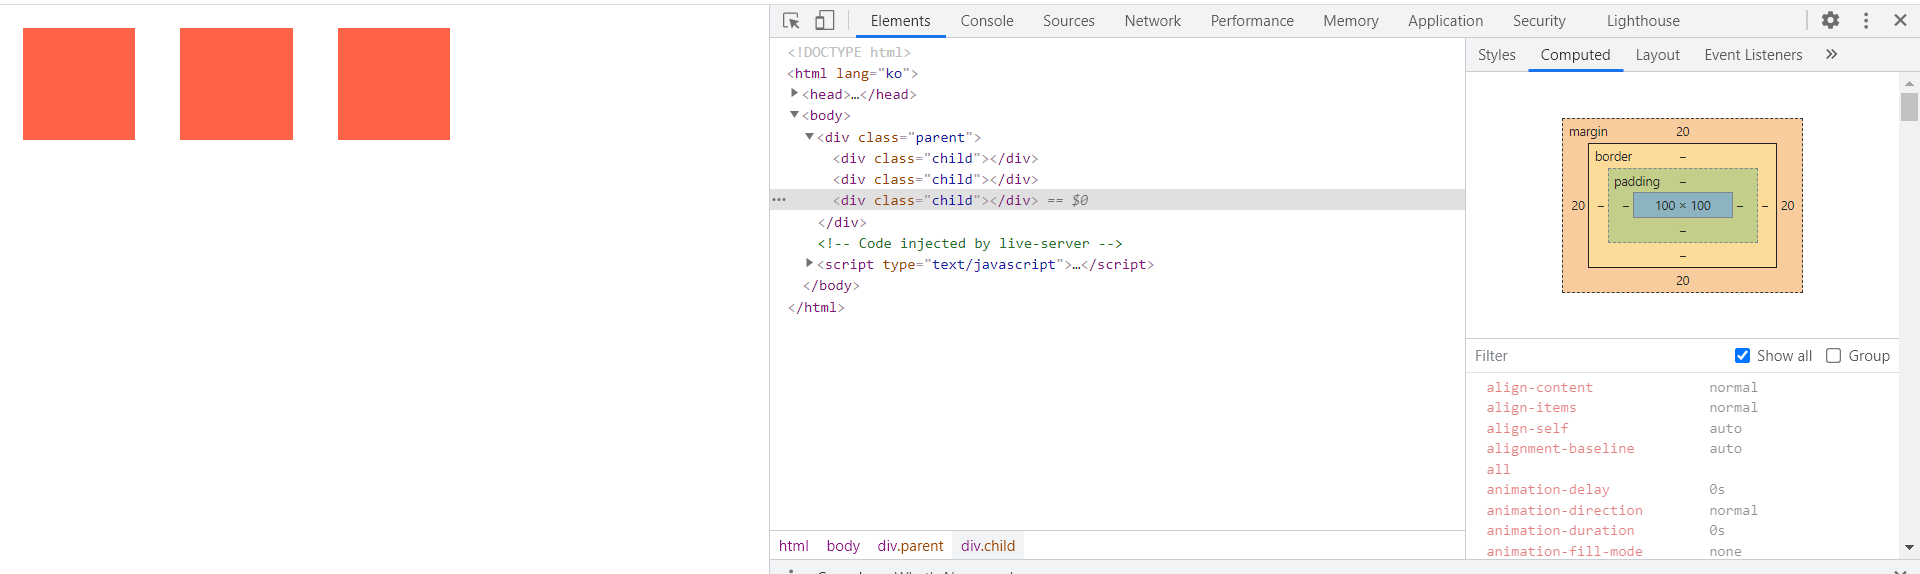 Elements Console Sources Network Performance Memory Application Security Lighthouse
<!DOCTYPE html>
<html lang="ko">
<head>…</head>
<body>
<div class="parent">
<div class="child"></div>
<div class="child"></div>
<div class="child"></div> == $0
</div>
<!-- Code injected by live-server -->
<script type="text/javascript">…</script>
</body>
</html>
html body div.parent div.child
Styles Computed Layout Event Listeners
margin 20
border –
padding –
20 – – 100 × 100 – – 20
–
–
20
Filter Show all Group
align-content normal
align-items normal
align-self auto
alignment-baseline auto
all
animation-delay 0s
animation-direction normal
animation-duration 0s
animation-fill-mode none